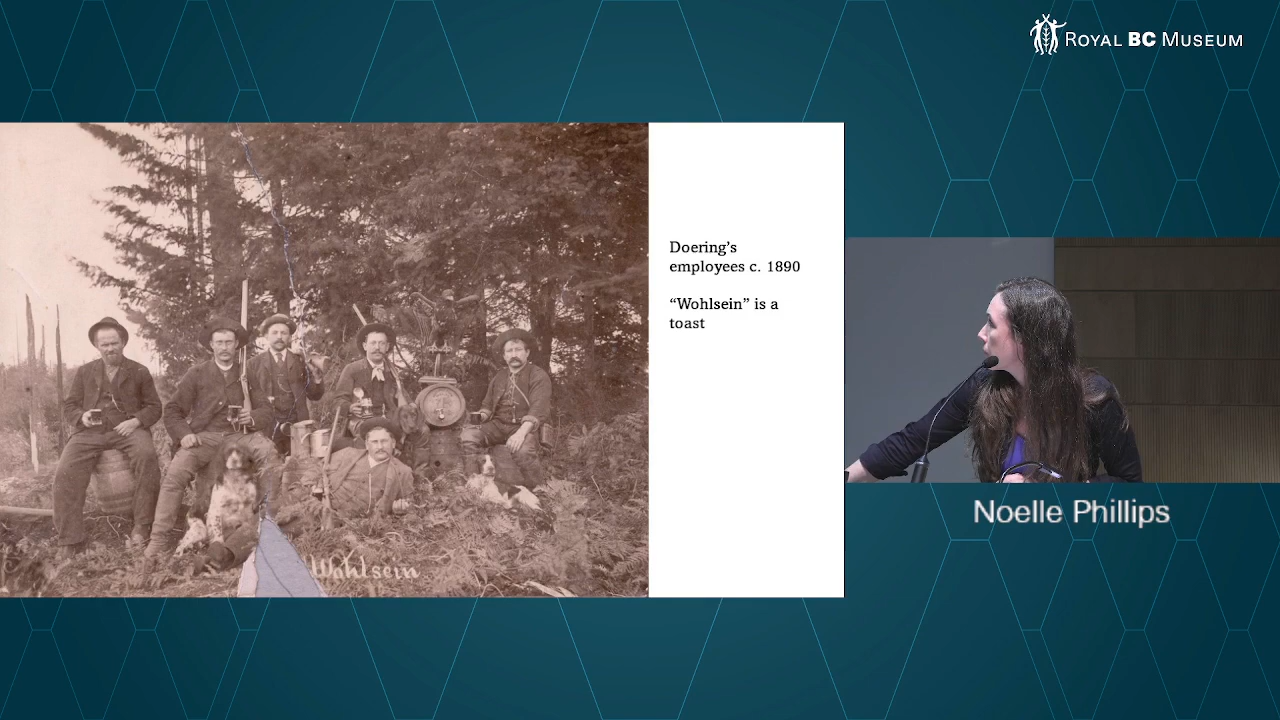 ROYAL BC MUSEUM
Doering’s
employees c. 1890
“Wohlsein” is a
toast
Wohlsein
Noelle Phillips